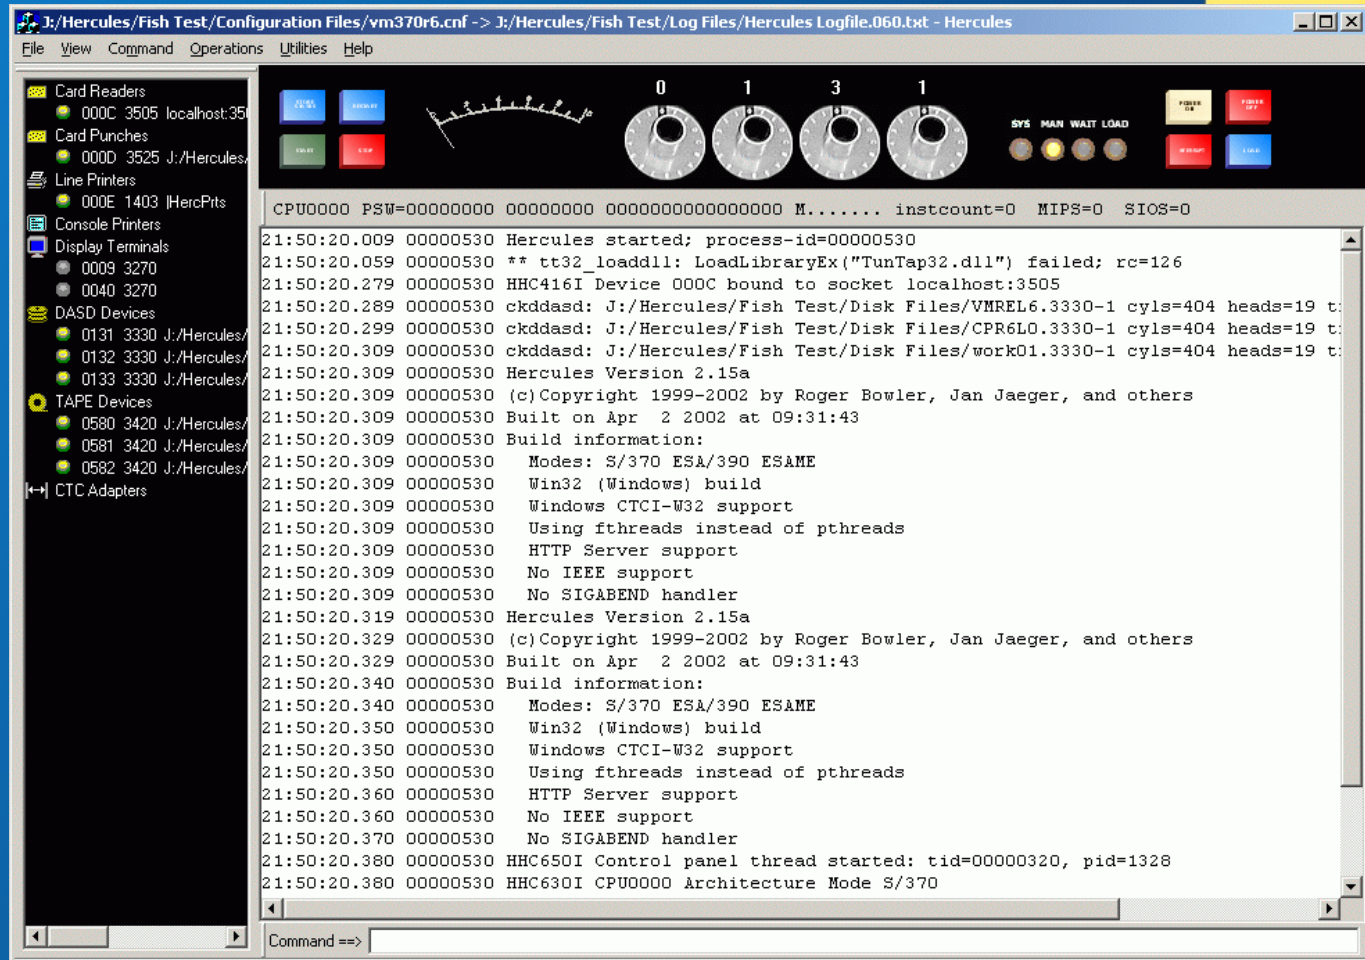 J:/Hercules/Fish Test/Configuration Files/vm370r6.cnf -> J:/Hercules/Fish Test/Log Files/Hercules Logfile.060.txt - Hercules
File View Command Operations Utilities Help
Card Readers
000C 3505 localhost:35
Card Punches
000D 3525 J:/Hercules/
Line Printers
000E 1403 |HercPrts
Console Printers
Display Terminals
0009 3270
0040 3270
DASD Devices
0131 3330 J:/Hercules/
0132 3330 J:/Hercules/
0133 3330 J:/Hercules/
TAPE Devices
0580 3420 J:/Hercules/
0581 3420 J:/Hercules/
0582 3420 J:/Hercules/
CTC Adapters
START STOP
0 1 3 1
SYS MAN WAIT LOAD
POWER ON POWER OFF
INTERRUPT LOAD
CPU0000 PSW=00000000 00000000 0000000000000000 M....... instcount=0 MIPS=0 SIOS=0
21:50:20.009 00000530 Hercules started; process-id=00000530
21:50:20.059 00000530 ** tt32_loaddll: LoadLibraryEx("TunTap32.dll") failed; rc=126
21:50:20.279 00000530 HHC416I Device 000C bound to socket localhost:3505
21:50:20.289 00000530 ckddasd: J:/Hercules/Fish Test/Disk Files/VMREL6.3330-1 cyls=404 heads=19 t
21:50:20.299 00000530 ckddasd: J:/Hercules/Fish Test/Disk Files/CPR6L0.3330-1 cyls=404 heads=19 t
21:50:20.309 00000530 ckddasd: J:/Hercules/Fish Test/Disk Files/work01.3330-1 cyls=404 heads=19 t
21:50:20.309 00000530 Hercules Version 2.15a
21:50:20.309 00000530 (c)Copyright 1999-2002 by Roger Bowler, Jan Jaeger, and others
21:50:20.309 00000530 Built on Apr  2 2002 at 09:31:43
21:50:20.309 00000530 Build information:
21:50:20.309 00000530   Modes: S/370 ESA/390 ESAME
21:50:20.309 00000530   Win32 (Windows) build
21:50:20.309 00000530   Windows CTCI-W32 support
21:50:20.309 00000530   Using fthreads instead of pthreads
21:50:20.309 00000530   HTTP Server support
21:50:20.309 00000530   No IEEE support
21:50:20.309 00000530   No SIGABEND handler
21:50:20.319 00000530 Hercules Version 2.15a
21:50:20.329 00000530 (c)Copyright 1999-2002 by Roger Bowler, Jan Jaeger, and others
21:50:20.329 00000530 Built on Apr  2 2002 at 09:31:43
21:50:20.340 00000530 Build information:
21:50:20.340 00000530   Modes: S/370 ESA/390 ESAME
21:50:20.350 00000530   Win32 (Windows) build
21:50:20.350 00000530   Windows CTCI-W32 support
21:50:20.350 00000530   Using fthreads instead of pthreads
21:50:20.360 00000530   HTTP Server support
21:50:20.360 00000530   No IEEE support
21:50:20.370 00000530   No SIGABEND handler
21:50:20.380 00000530 HHC650I Control panel thread started: tid=00000320, pid=1328
21:50:20.380 00000530 HHC630I CPU0000 Architecture Mode S/370
Command ==>